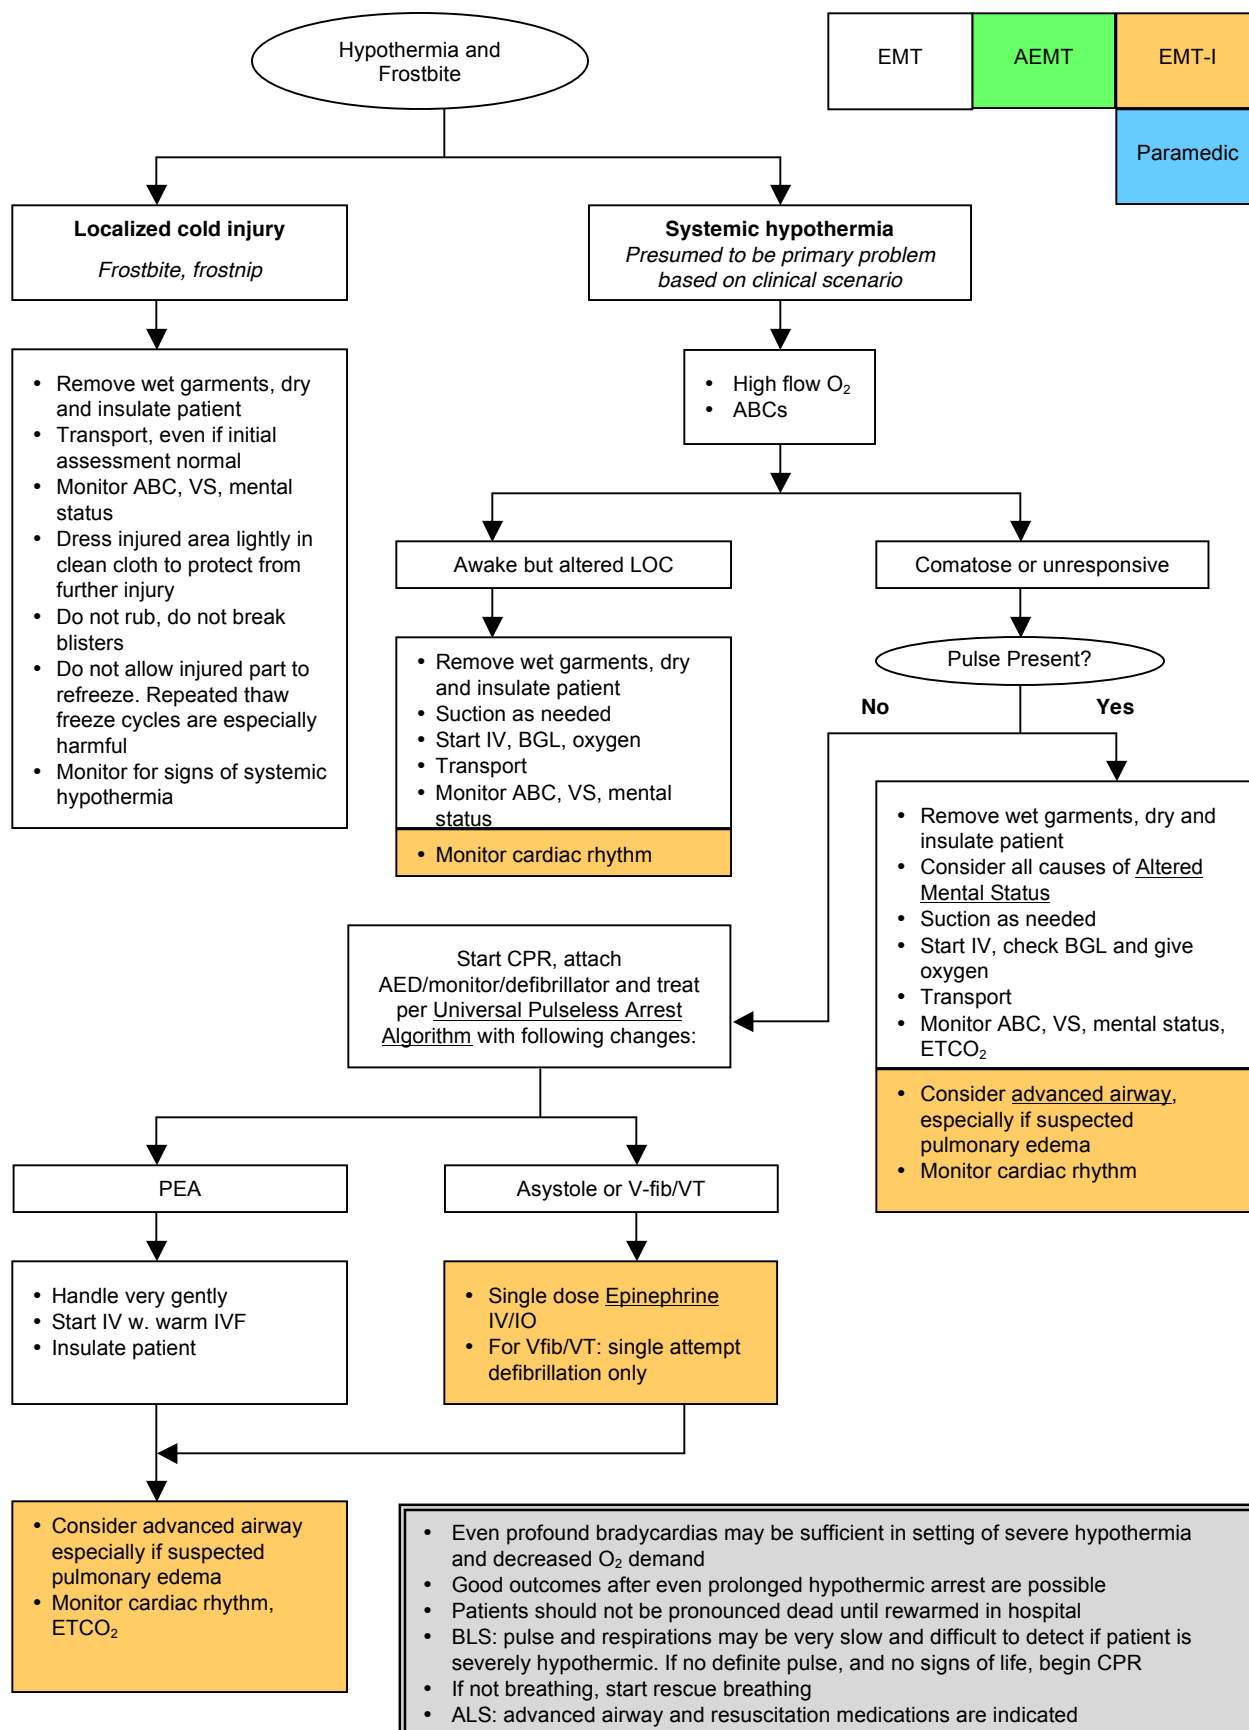 Hypothermia and
Frostbite
EMT
AEMT
EMT-I
Paramedic
Localized cold injury
Frostbite, frostnip
Systemic hypothermia
Presumed to be primary problem
based on clinical scenario
• Remove wet garments, dry
and insulate patient
• Transport, even if initial
assessment normal
• Monitor ABC, VS, mental
status
• Dress injured area lightly in
clean cloth to protect from
further injury
• Do not rub, do not break
blisters
• Do not allow injured part to
refreeze. Repeated thaw
freeze cycles are especially
harmful
• Monitor for signs of systemic
hypothermia
• High flow O₂
• ABCs
Awake but altered LOC
Comatose or unresponsive
• Remove wet garments, dry
and insulate patient
• Suction as needed
• Start IV, BGL, oxygen
• Transport
• Monitor ABC, VS, mental
status
• Monitor cardiac rhythm
Pulse Present?
No
Yes
• Remove wet garments, dry and
insulate patient
• Consider all causes of Altered
Mental Status
• Suction as needed
• Start IV, check BGL and give
oxygen
• Transport
• Monitor ABC, VS, mental status,
ETCO₂
• Consider advanced airway,
especially if suspected
pulmonary edema
• Monitor cardiac rhythm
Start CPR, attach
AED/monitor/defibrillator and treat
per Universal Pulseless Arrest
Algorithm with following changes:
PEA
Asystole or V-fib/VT
• Handle very gently
• Start IV w. warm IVF
• Insulate patient
• Single dose Epinephrine
IV/IO
• For Vfib/VT: single attempt
defibrillation only
• Consider advanced airway
especially if suspected
pulmonary edema
• Monitor cardiac rhythm,
ETCO₂
• Even profound bradycardias may be sufficient in setting of severe hypothermia
and decreased O₂ demand
• Good outcomes after even prolonged hypothermic arrest are possible
• Patients should not be pronounced dead until rewarmed in hospital
• BLS: pulse and respirations may be very slow and difficult to detect if patient is
severely hypothermic. If no definite pulse, and no signs of life, begin CPR
• If not breathing, start rescue breathing
• ALS: advanced airway and resuscitation medications are indicated